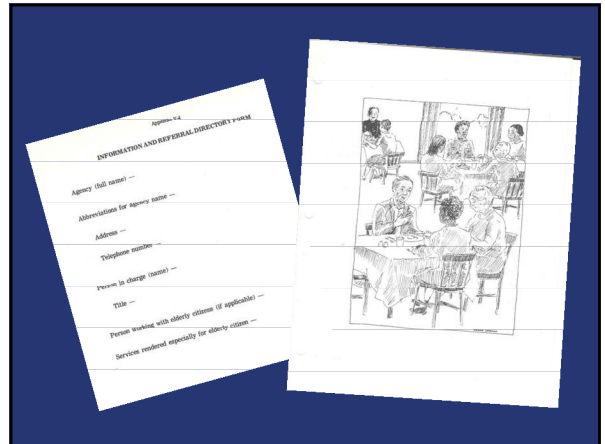 INFORMATION AND REFERRAL DIRECTORY FORM
Agency (full name) —
Abbreviations for Agency name —
Address —
Telephone number —
Person in charge (name) —
Title —
Person working with elderly citizens (if applicable) —
Services rendered especially for elderly citizen —